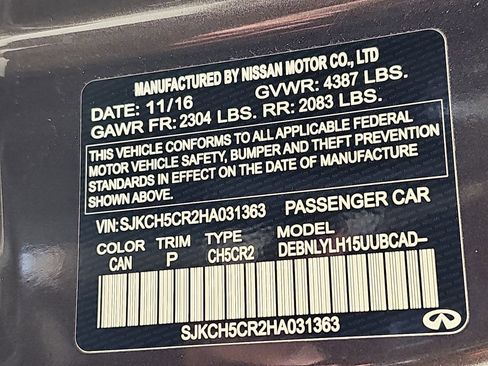 MANUFACTURED BY NISSAN MOTOR CO., LTD
DATE: 11/16 GVWR: 4387 LBS.
GAWR FR: 2304 LBS. RR: 2083 LBS.
THIS VEHICLE CONFORMS TO ALL APPLICABLE FEDERAL
MOTOR VEHICLE SAFETY, BUMPER AND THEFT PREVENTION
STANDARDS IN EFFECT ON THE DATE OF MANUFACTURE
SHOWN ABOVE.
VIN: SJKCH5CR2HA031363 PASSENGER CAR
COLOR TRIM TYPE MODEL
CAN P CH5CR2 DEBNLYLH15UUBCAD–
SJKCH5CR2HA031363